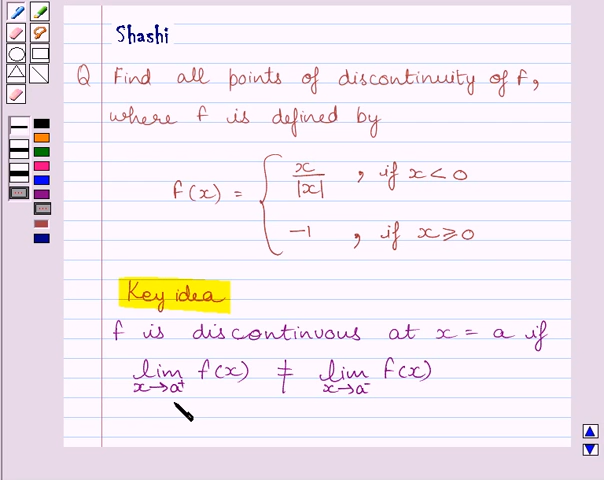 Shashi
Q Find all points of discontinuity of f,
where f is defined by
f(x) = { x/|x| , if x < 0
-1 , if x ≥ 0
Key idea
f is discontinuous at x = a if
lim x→a⁺ f(x) ≠ lim x→a⁻ f(x)